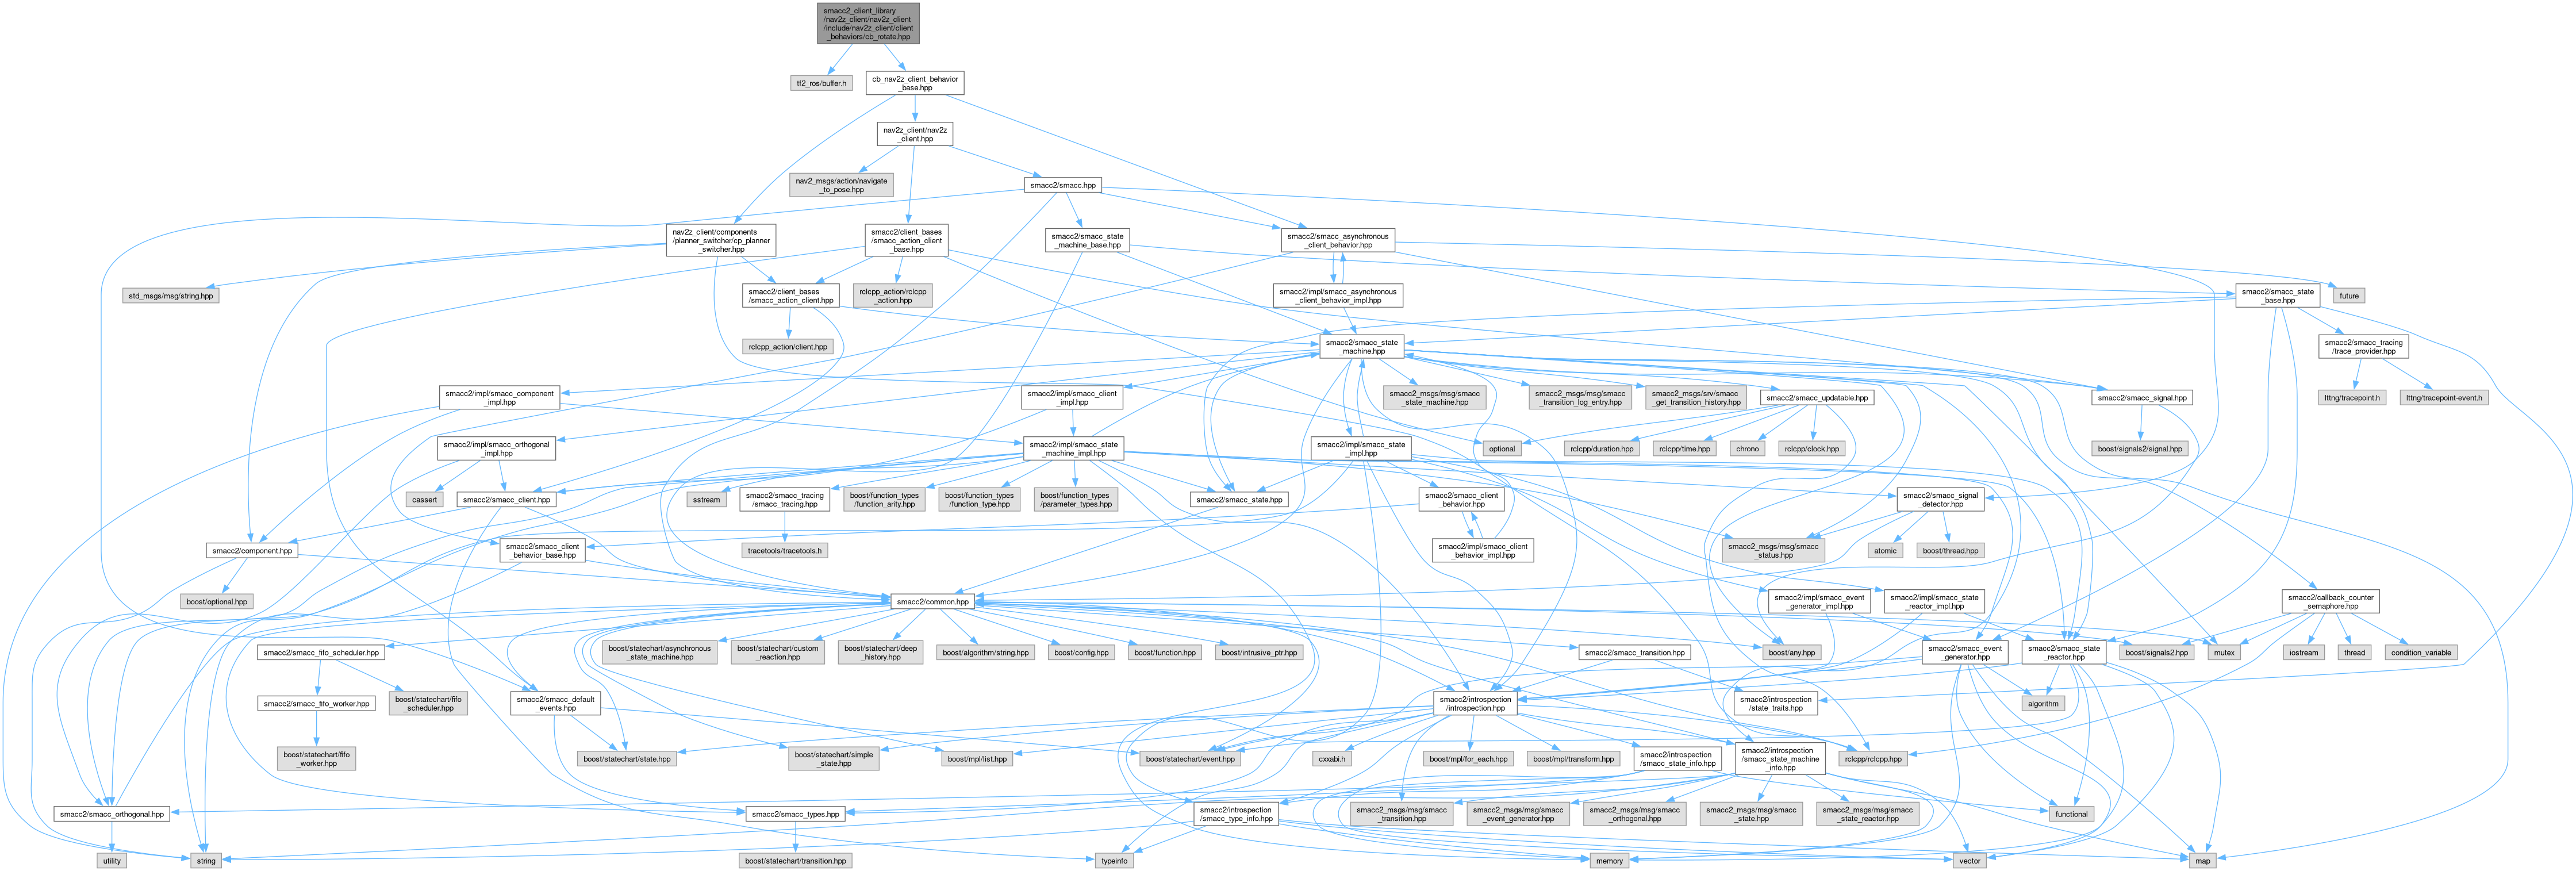 smacc2_client_library
/nav2z_client/nav2z_client
/include/nav2z_client/client
_behaviors/cb_rotate.hpp
tf2_ros/buffer.h
cb_nav2z_client_behavior
_base.hpp
nav2z_client/nav2z
_client.hpp
nav2_msgs/action/navigate
_to_pose.hpp
smacc2/smacc.hpp
nav2z_client/components
/planner_switcher/cp_planner
_switcher.hpp
smacc2/client_bases
/smacc_action_client
_base.hpp
smacc2/smacc_state
_machine_base.hpp
smacc2/smacc_asynchronous
_client_behavior.hpp
std_msgs/msg/string.hpp
smacc2/client_bases
/smacc_action_client.hpp
rclcpp_action/rclcpp
_action.hpp
smacc2/impl/smacc_asynchronous
_client_behavior_impl.hpp
smacc2/smacc_state
_base.hpp
future
rclcpp_action/client.hpp
smacc2/smacc_state
_machine.hpp
smacc2/smacc_tracing
/trace_provider.hpp
smacc2/impl/smacc_component
_impl.hpp
smacc2/impl/smacc_client
_impl.hpp
smacc2_msgs/msg/smacc
_state_machine.hpp
smacc2_msgs/msg/smacc
_transition_log_entry.hpp
smacc2_msgs/srv/smacc
_get_transition_history.hpp
smacc2/smacc_updatable.hpp
smacc2/smacc_signal.hpp
lttng/tracepoint.h
lttng/tracepoint-event.h
smacc2/impl/smacc_orthogonal
_impl.hpp
smacc2/impl/smacc_state
_machine_impl.hpp
smacc2/impl/smacc_state
_impl.hpp
optional
rclcpp/duration.hpp
rclcpp/time.hpp
chrono
rclcpp/clock.hpp
boost/signals2/signal.hpp
cassert
smacc2/smacc_client.hpp
sstream
smacc2/smacc_tracing
/smacc_tracing.hpp
boost/function_types
/function_arity.hpp
boost/function_types
/function_type.hpp
boost/function_types
/parameter_types.hpp
smacc2/smacc_state.hpp
smacc2/smacc_client
_behavior.hpp
smacc2/smacc_signal
_detector.hpp
smacc2/component.hpp
smacc2/smacc_client
_behavior_base.hpp
tracetools/tracetools.h
smacc2/impl/smacc_client
_behavior_impl.hpp
smacc2_msgs/msg/smacc
_status.hpp
atomic
boost/thread.hpp
boost/optional.hpp
smacc2/common.hpp
smacc2/impl/smacc_event
_generator_impl.hpp
smacc2/impl/smacc_state
_reactor_impl.hpp
smacc2/callback_counter
_semaphore.hpp
smacc2/smacc_fifo_scheduler.hpp
boost/statechart/asynchronous
_state_machine.hpp
boost/statechart/custom
_reaction.hpp
boost/statechart/deep
_history.hpp
boost/algorithm/string.hpp
boost/config.hpp
boost/function.hpp
boost/intrusive_ptr.hpp
smacc2/smacc_transition.hpp
boost/any.hpp
smacc2/smacc_event
_generator.hpp
smacc2/smacc_state
_reactor.hpp
boost/signals2.hpp
mutex
iostream
thread
condition_variable
smacc2/smacc_fifo_worker.hpp
boost/statechart/fifo
_scheduler.hpp
smacc2/smacc_default
_events.hpp
smacc2/introspection
/introspection.hpp
smacc2/introspection
/state_traits.hpp
algorithm
boost/statechart/fifo
_worker.hpp
boost/statechart/state.hpp
boost/statechart/simple
_state.hpp
boost/mpl/list.hpp
boost/statechart/event.hpp
cxxabi.h
boost/mpl/for_each.hpp
boost/mpl/transform.hpp
smacc2/introspection
/smacc_state_info.hpp
smacc2/introspection
/smacc_state_machine
_info.hpp
rclcpp/rclcpp.hpp
smacc2/smacc_orthogonal.hpp
smacc2/smacc_types.hpp
smacc2/introspection
/smacc_type_info.hpp
smacc2_msgs/msg/smacc
_transition.hpp
smacc2_msgs/msg/smacc
_event_generator.hpp
smacc2_msgs/msg/smacc
_orthogonal.hpp
smacc2_msgs/msg/smacc
_state.hpp
smacc2_msgs/msg/smacc
_state_reactor.hpp
functional
utility
string
boost/statechart/transition.hpp
typeinfo
memory
vector
map